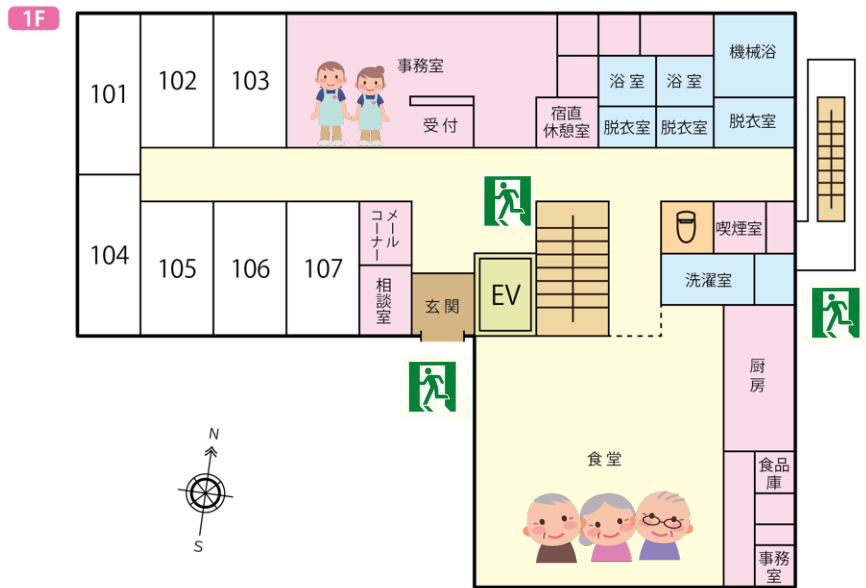 1F
101
102
103
事務室
受付
宿直
休憩室
浴室
浴室
機械浴
脱衣室
脱衣室
脱衣室
104
105
106
107
メール
コーナー
相談室
玄関
EV
喫煙室
洗濯室
厨房
食堂
食品
庫
事務
室
N
S